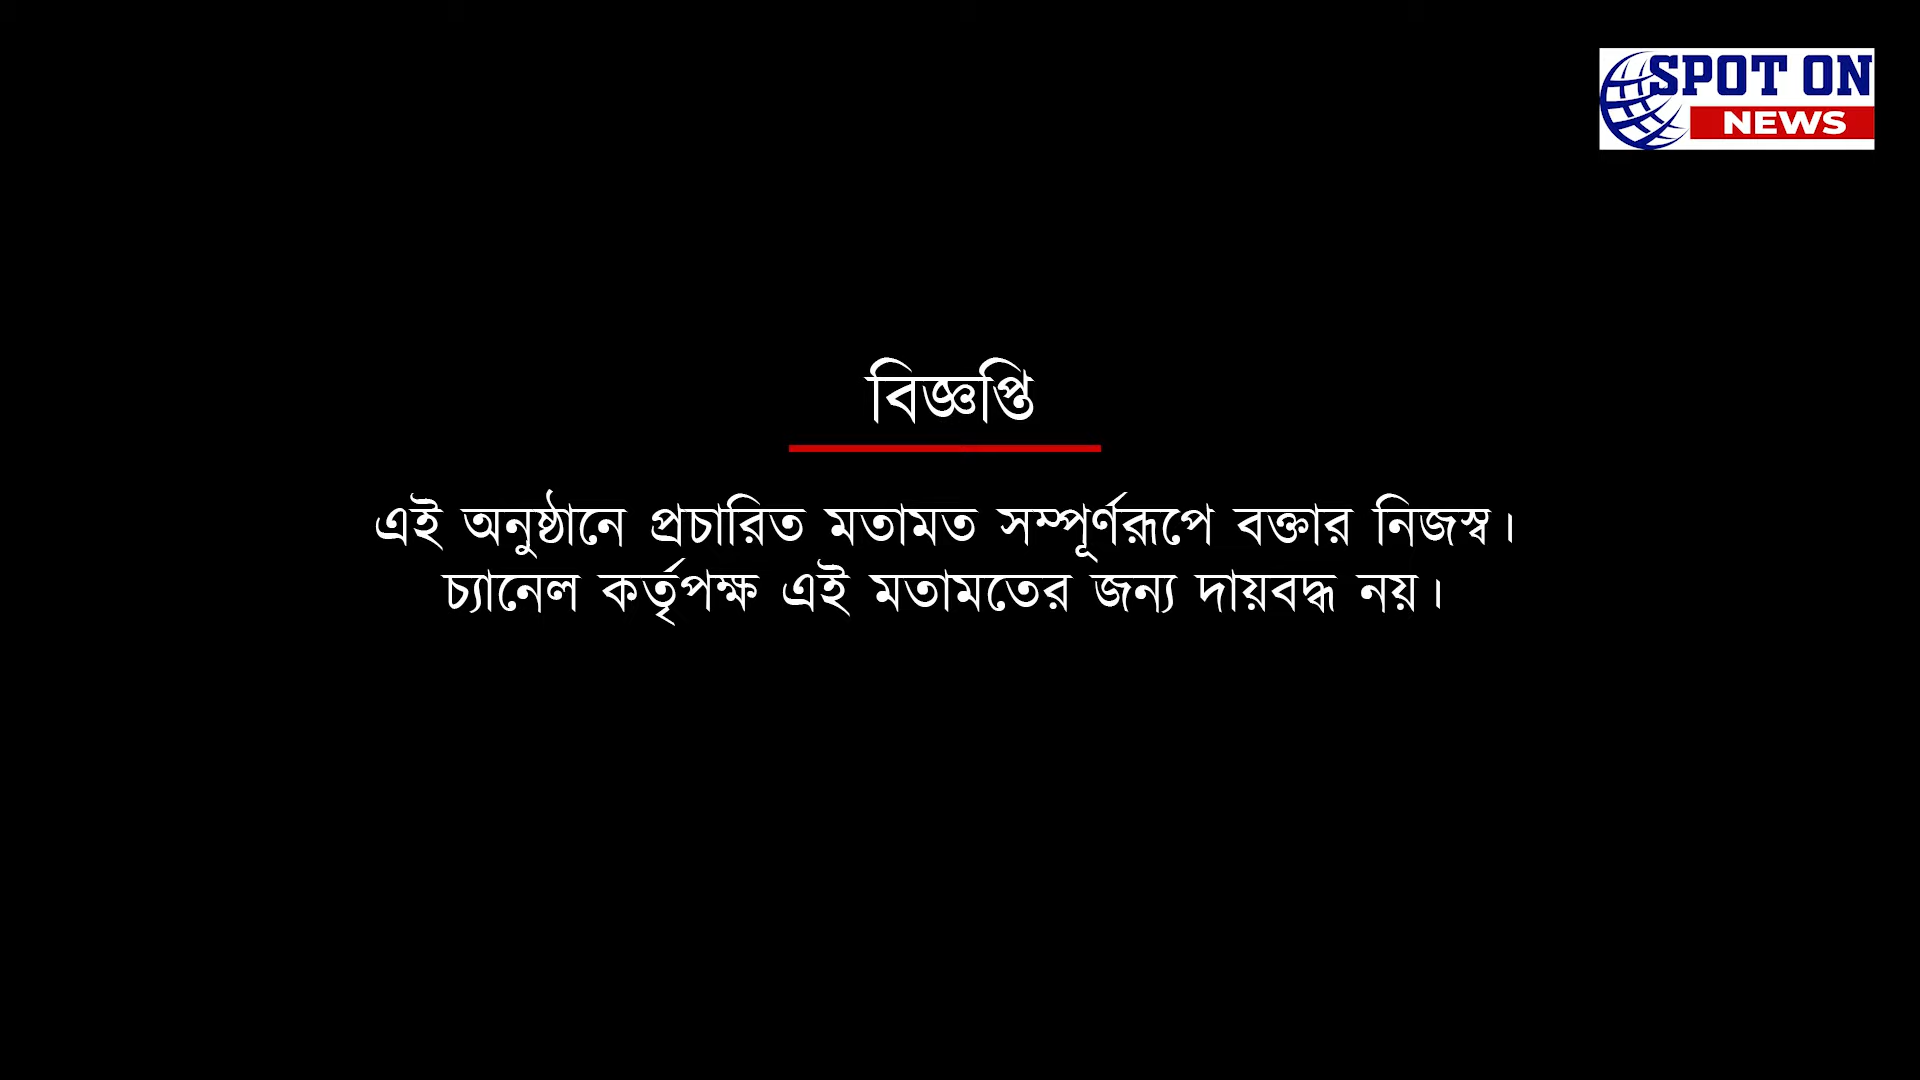 SPOT ON
NEWS
বিজ্ঞপ্তি
এই অনুষ্ঠানে প্রচারিত মতামত সম্পূর্ণরূপে বক্তার নিজস্ব।
চ্যানেল কর্তৃপক্ষ এই মতামতের জন্য দায়বদ্ধ নয়।